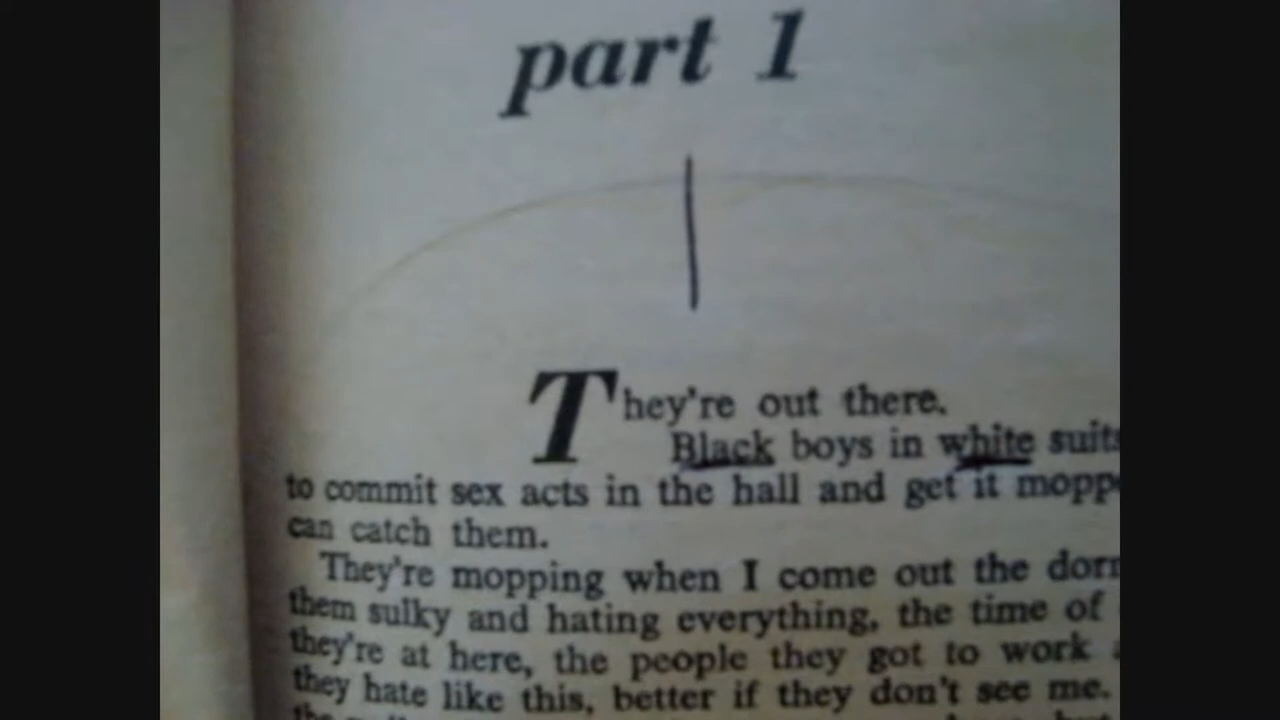 part 1
They're out there.
Black boys in white suits
to commit sex acts in the hall and get it mopp
can catch them.
They're mopping when I come out the dorm
them sulky and hating everything, the time of
they're at here, the people they got to work
they hate like this, better if they don't see me.